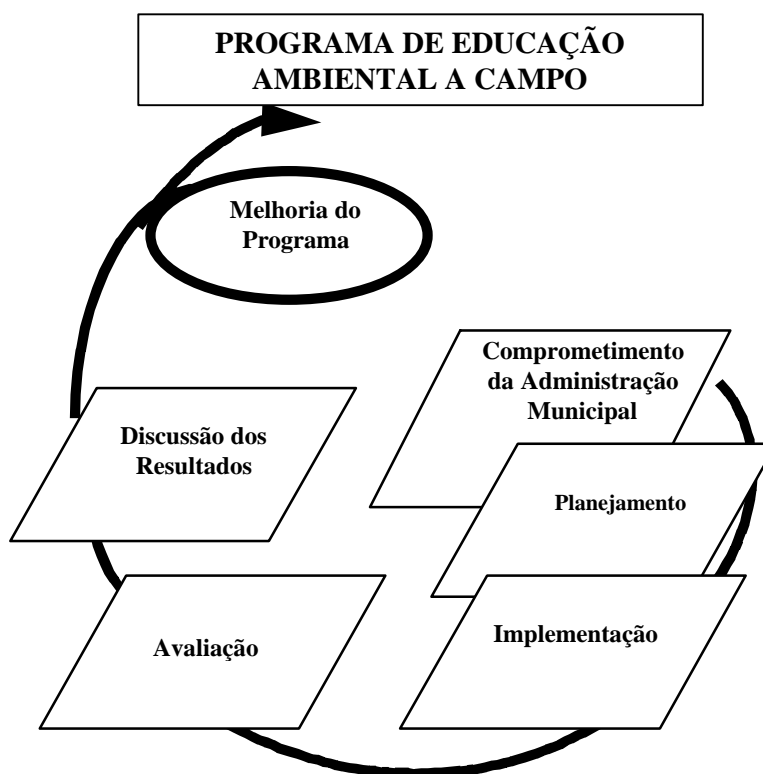 PROGRAMA DE EDUCAÇÃO
AMBIENTAL A CAMPO
Melhoria do
Programa
Comprometimento
da Administração
Municipal
Discussão dos
Resultados
Planejamento
Avaliação
Implementação